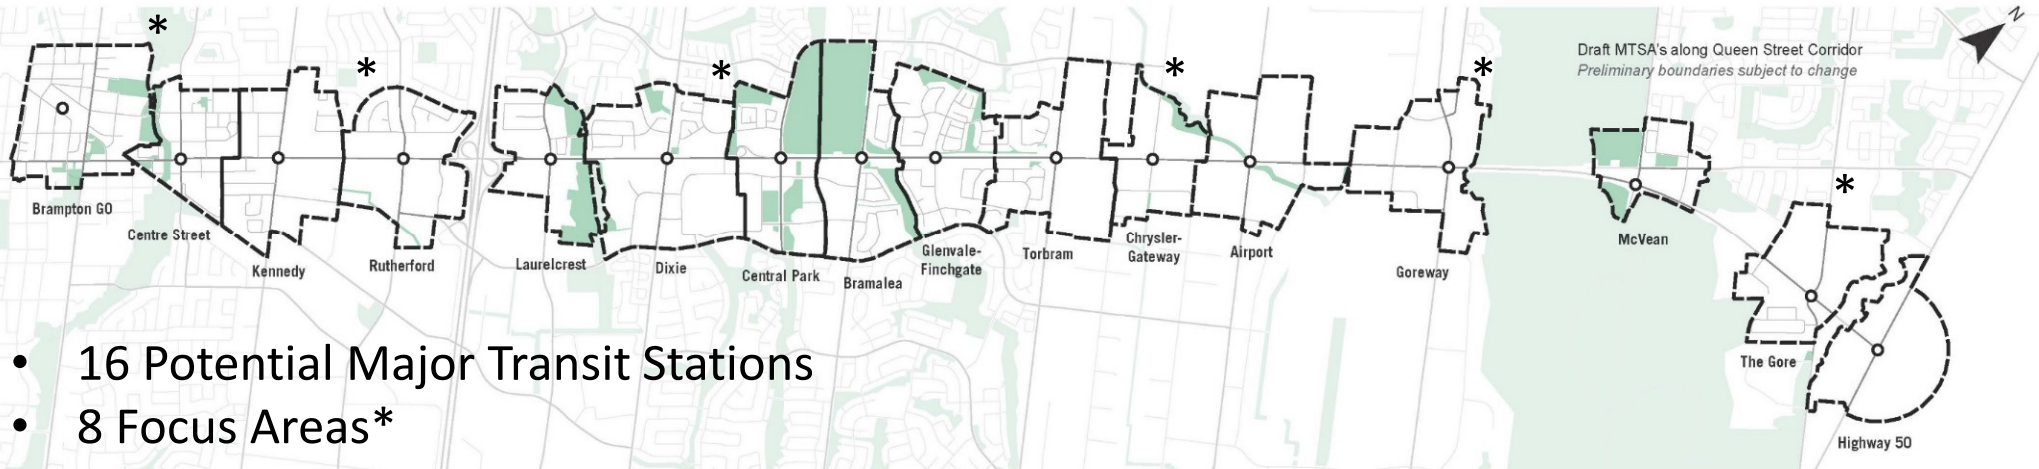 *
*
*
*
*
*
N
Draft MTSA's along Queen Street Corridor
Preliminary boundaries subject to change
Brampton GO
Centre Street
Kennedy
Rutherford
Laurelcrest
Dixie
Central Park
Bramalea
Glenvale-
Finchgate
Torbram
Chrysler-
Gateway
Airport
Goreway
McVean
The Gore
Highway 50
• 16 Potential Major Transit Stations
• 8 Focus Areas*